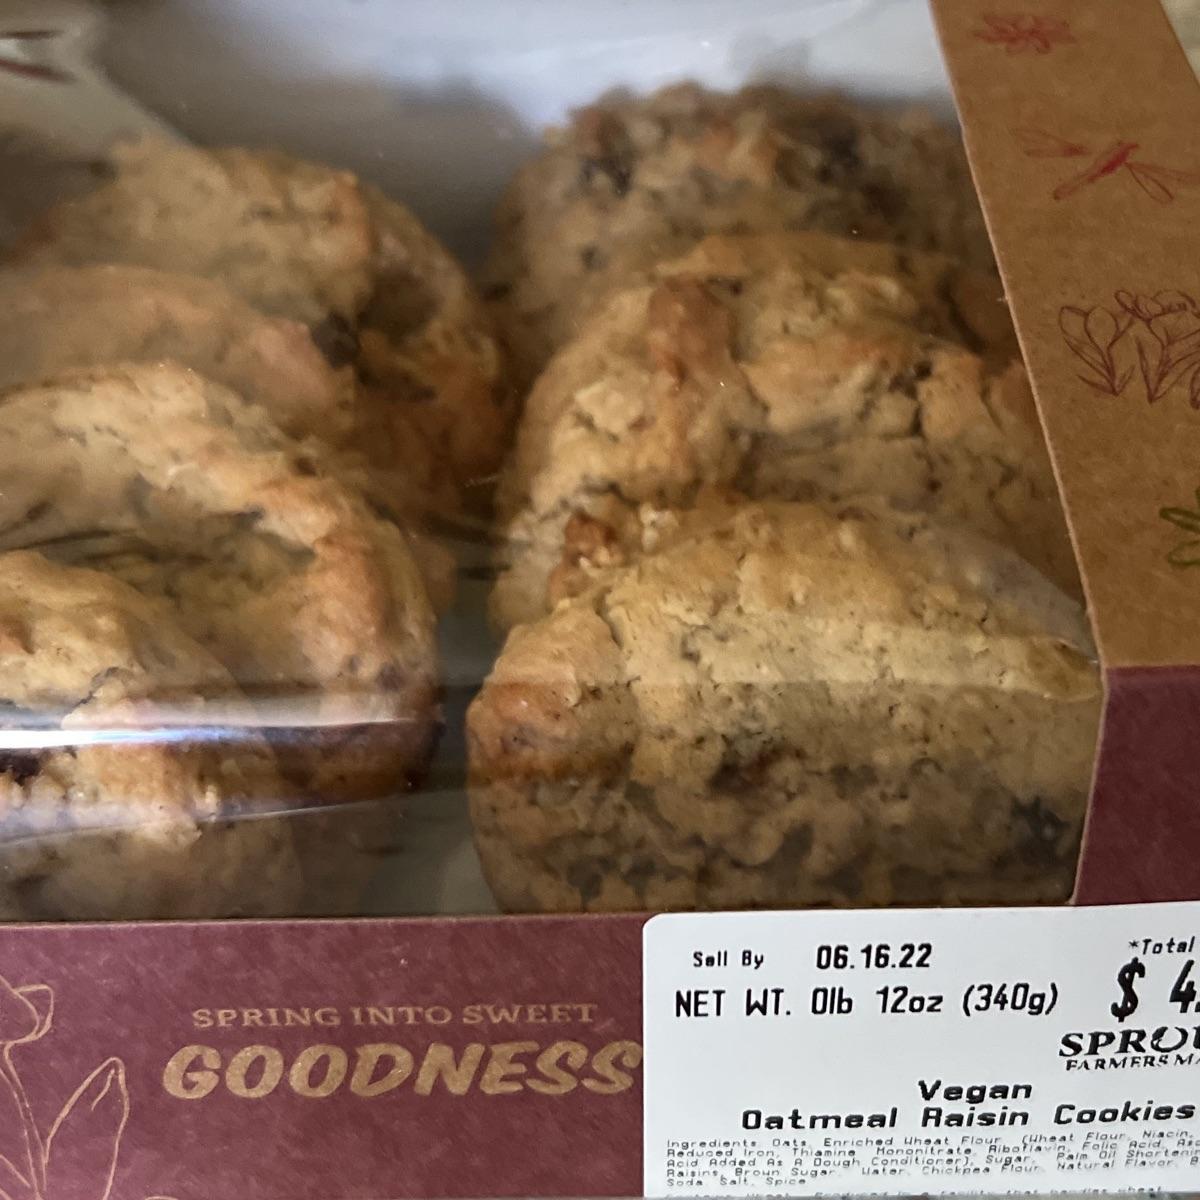 SPRING INTO SWEET
GOODNESS
Sell By 06.16.22 *Total
NET WT. 0lb 12oz (340g) $ 4
SPROU
FARMERS MA
Vegan
Oatmeal Raisin Cookies
Ingredients: Oats, Enriched Wheat Flour (Wheat Flour, Niacin,
Reduced Iron, Thiamine Mononitrate, Riboflavin, Folic Acid, Asc
Acid Added As A Dough Conditioner), Sugar, Palm Oil Shortenin
Raisins, Brown Sugar, Water, Chickpea Flour, Natural Flavor, B
Soda, Salt, Spice